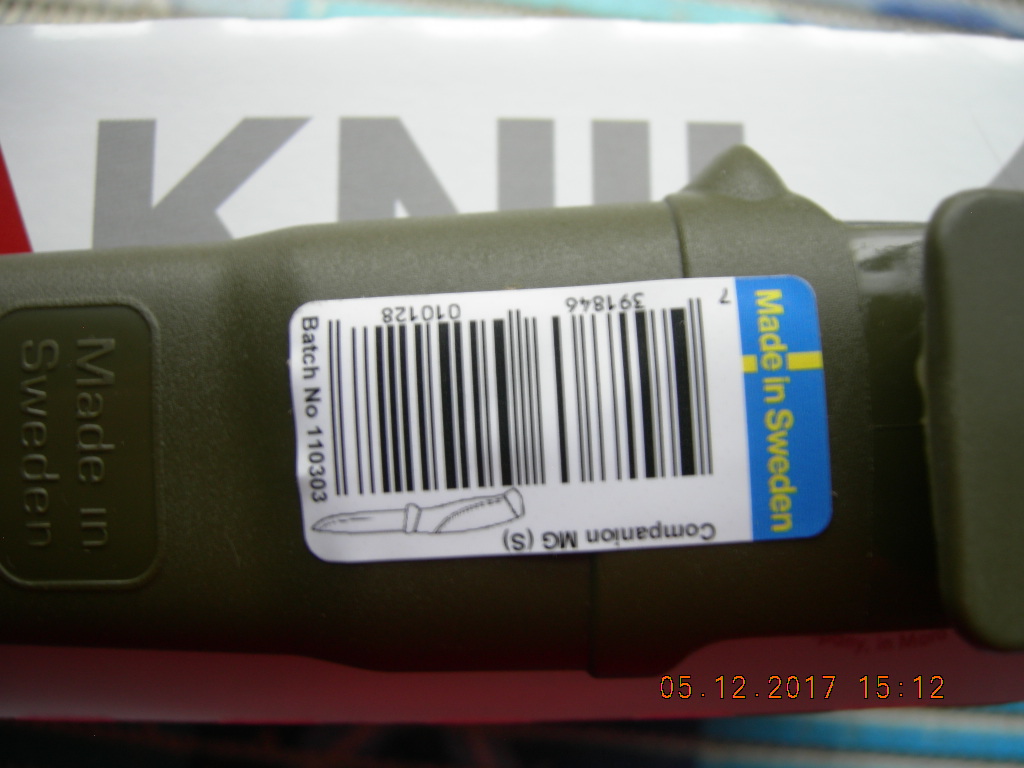 KNI
Made in
Sweden
Batch No 110303
7 391846 010128
Companion MG (S)
Made in Sweden
05.12.2017 15:12